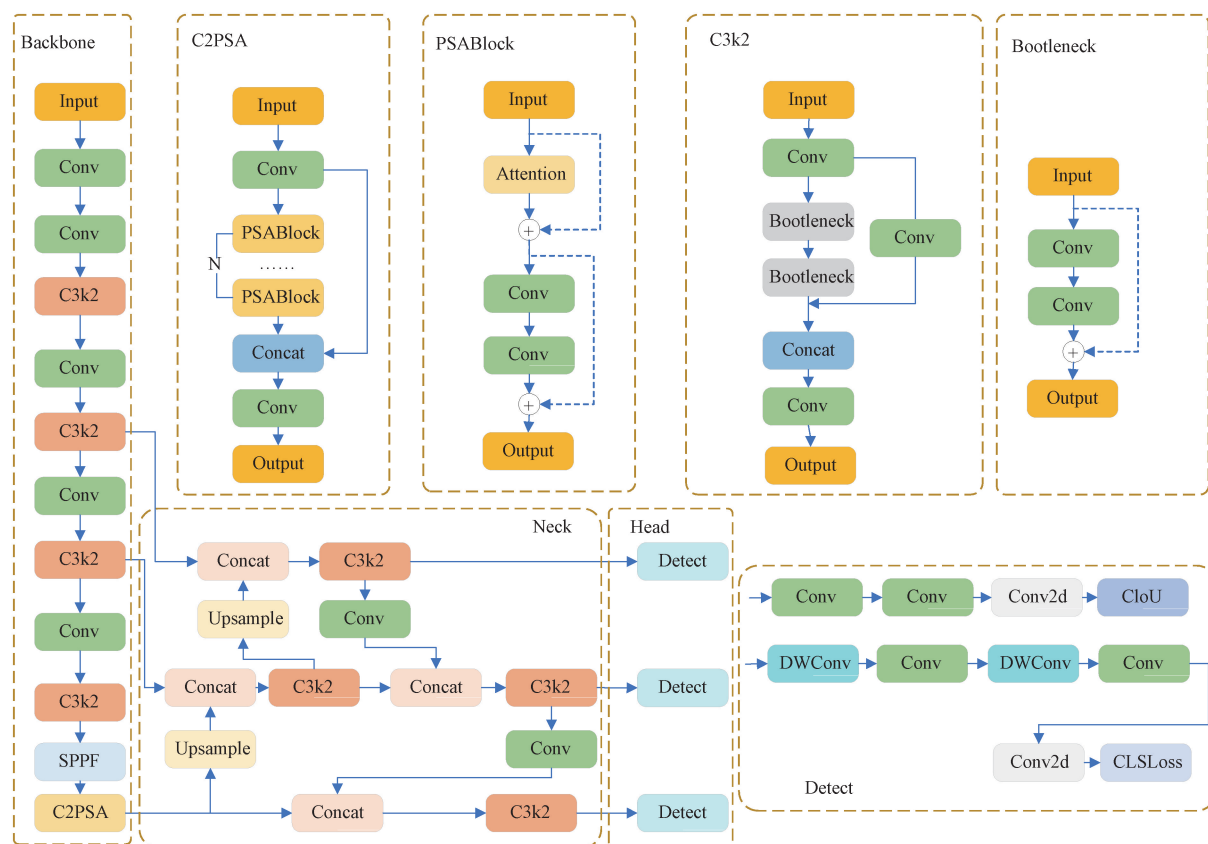 Backbone
Input
Conv
Conv
C3k2
Conv
C3k2
Conv
C3k2
Conv
C3k2
SPPF
C2PSA
C2PSA
Input
Conv
PSABlock
N
......
PSABlock
Concat
Conv
Output
PSABlock
Input
Attention
+
Conv
Conv
+
Output
C3k2
Input
Conv
Bootleneck
Conv
Bootleneck
Concat
Conv
Output
Bootleneck
Input
Conv
Conv
+
Output
Neck
Concat
C3k2
Upsample
Conv
Concat
C3k2
Concat
C3k2
Upsample
Conv
Concat
C3k2
Head
Detect
Detect
Detect
Conv
Conv
Conv2d
CloU
DWConv
Conv
DWConv
Conv
Conv2d
CLSLoss
Detect